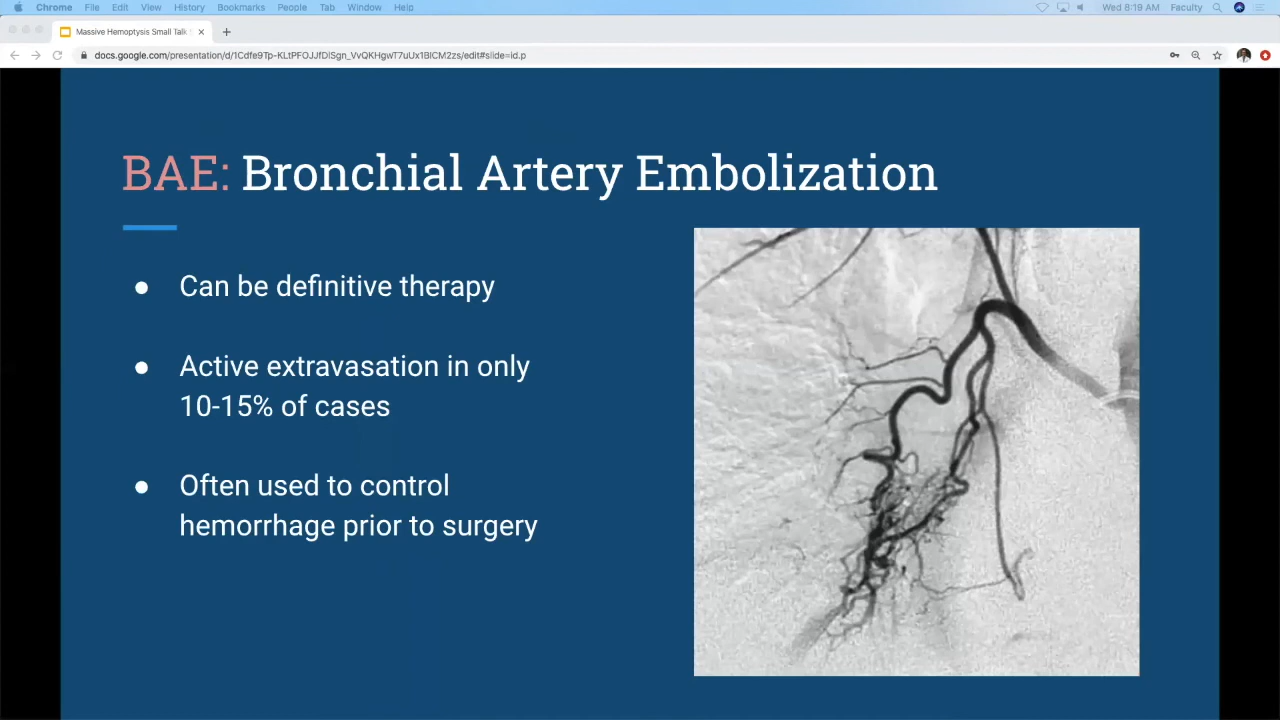 Chrome File Edit View History Bookmarks People Tab Window Help Wed 8:19 AM Faculty
Massive Hemoptysis Small Talk
docs.google.com/presentation/d/1Cdfe9Tp-KLtPFOJJfDlSgn_VvQKHgwT7uUx1BlCM2zs/edit#slide=id.p
BAE: Bronchial Artery Embolization
● Can be definitive therapy
● Active extravasation in only
10-15% of cases
● Often used to control
hemorrhage prior to surgery